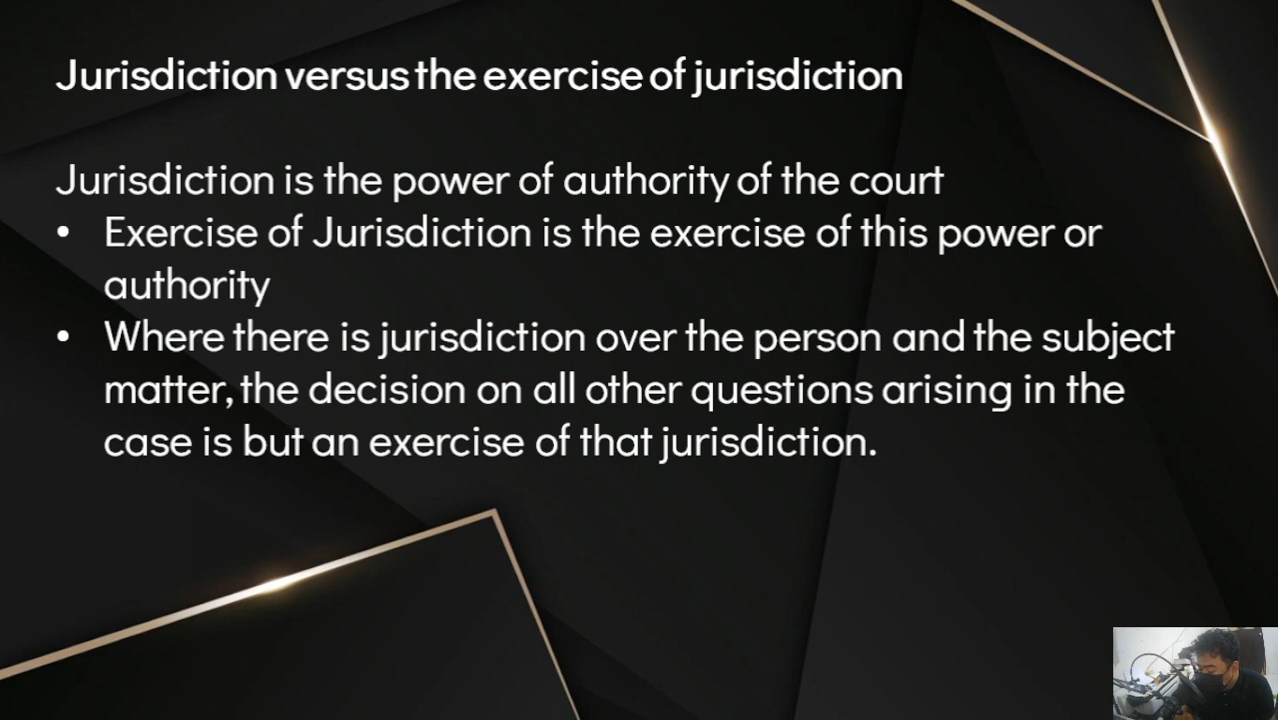 Jurisdiction versus the exercise of jurisdiction
Jurisdiction is the power of authority of the court
• Exercise of Jurisdiction is the exercise of this power or
authority
• Where there is jurisdiction over the person and the subject
matter, the decision on all other questions arising in the
case is but an exercise of that jurisdiction.